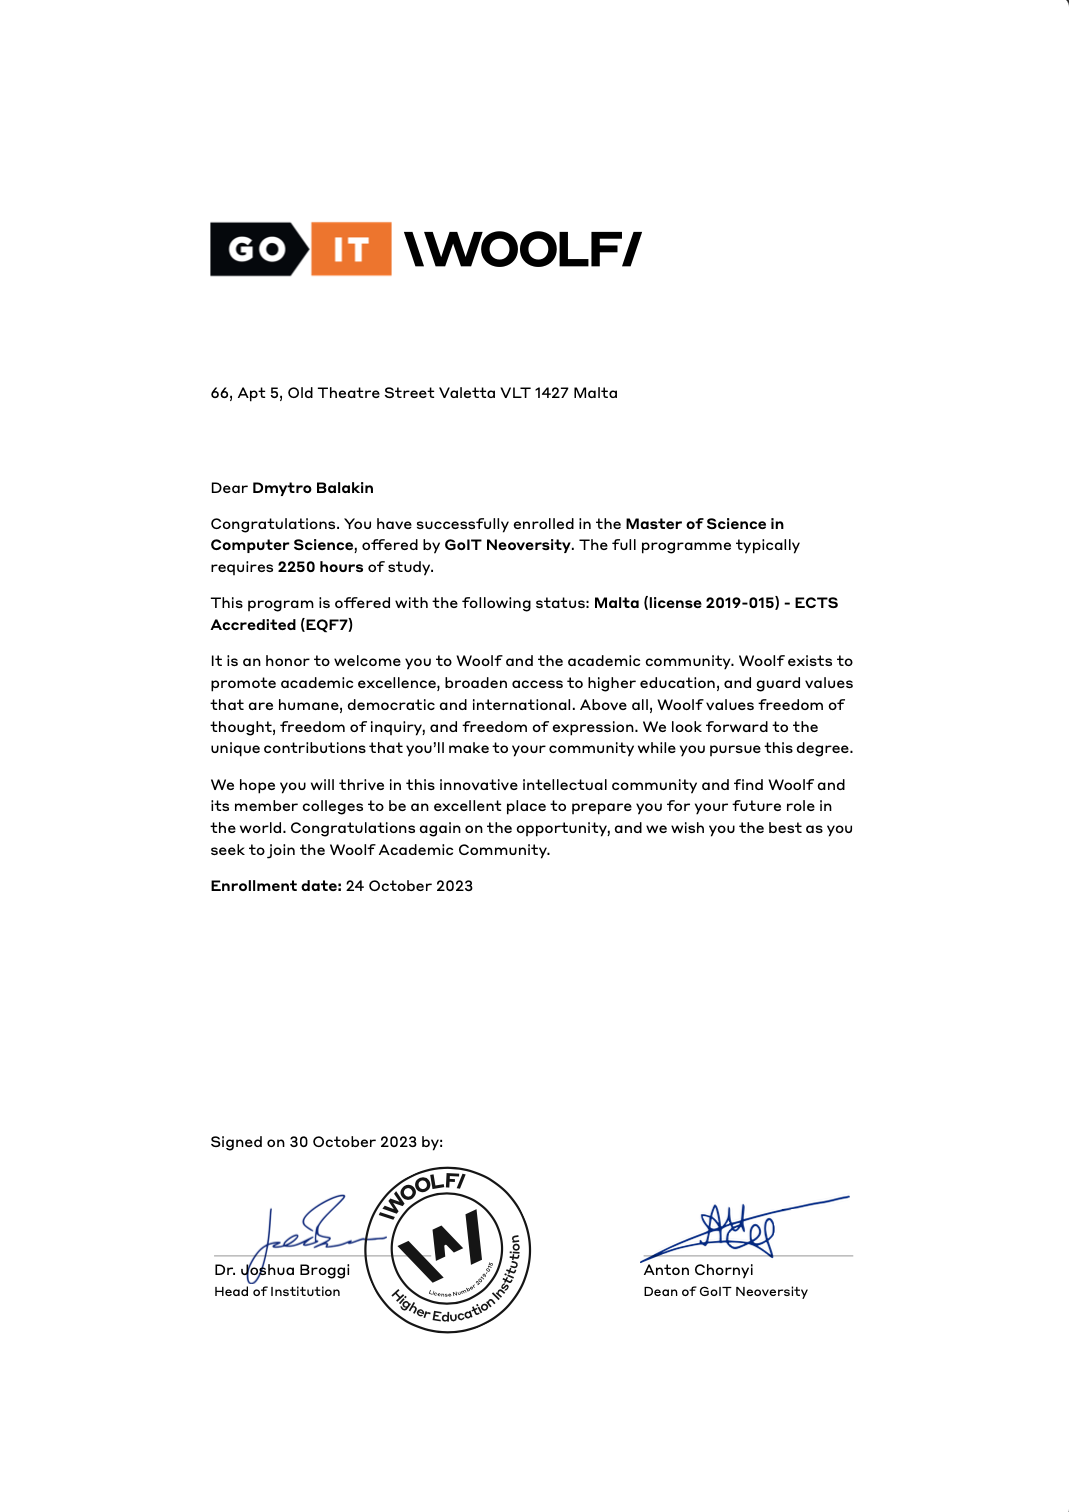 GO IT \WOOLF/
66, Apt 5, Old Theatre Street Valetta VLT 1427 Malta
Dear Dmytro Balakin
Congratulations. You have successfully enrolled in the Master of Science in
Computer Science, offered by GoIT Neoversity. The full programme typically
requires 2250 hours of study.
This program is offered with the following status: Malta (license 2019-015) - ECTS
Accredited (EQF7)
It is an honor to welcome you to Woolf and the academic community. Woolf exists to
promote academic excellence, broaden access to higher education, and guard values
that are humane, democratic and international. Above all, Woolf values freedom of
thought, freedom of inquiry, and freedom of expression. We look forward to the
unique contributions that you'll make to your community while you pursue this degree.
We hope you will thrive in this innovative intellectual community and find Woolf and
its member colleges to be an excellent place to prepare you for your future role in
the world. Congratulations again on the opportunity, and we wish you the best as you
seek to join the Woolf Academic Community.
Enrollment date: 24 October 2023
Signed on 30 October 2023 by:
\WOOLF/
W
License Number 2019-015
Higher Education Institution
Dr. Joshua Broggi
Head of Institution
Anton Chornyi
Dean of GoIT Neoversity